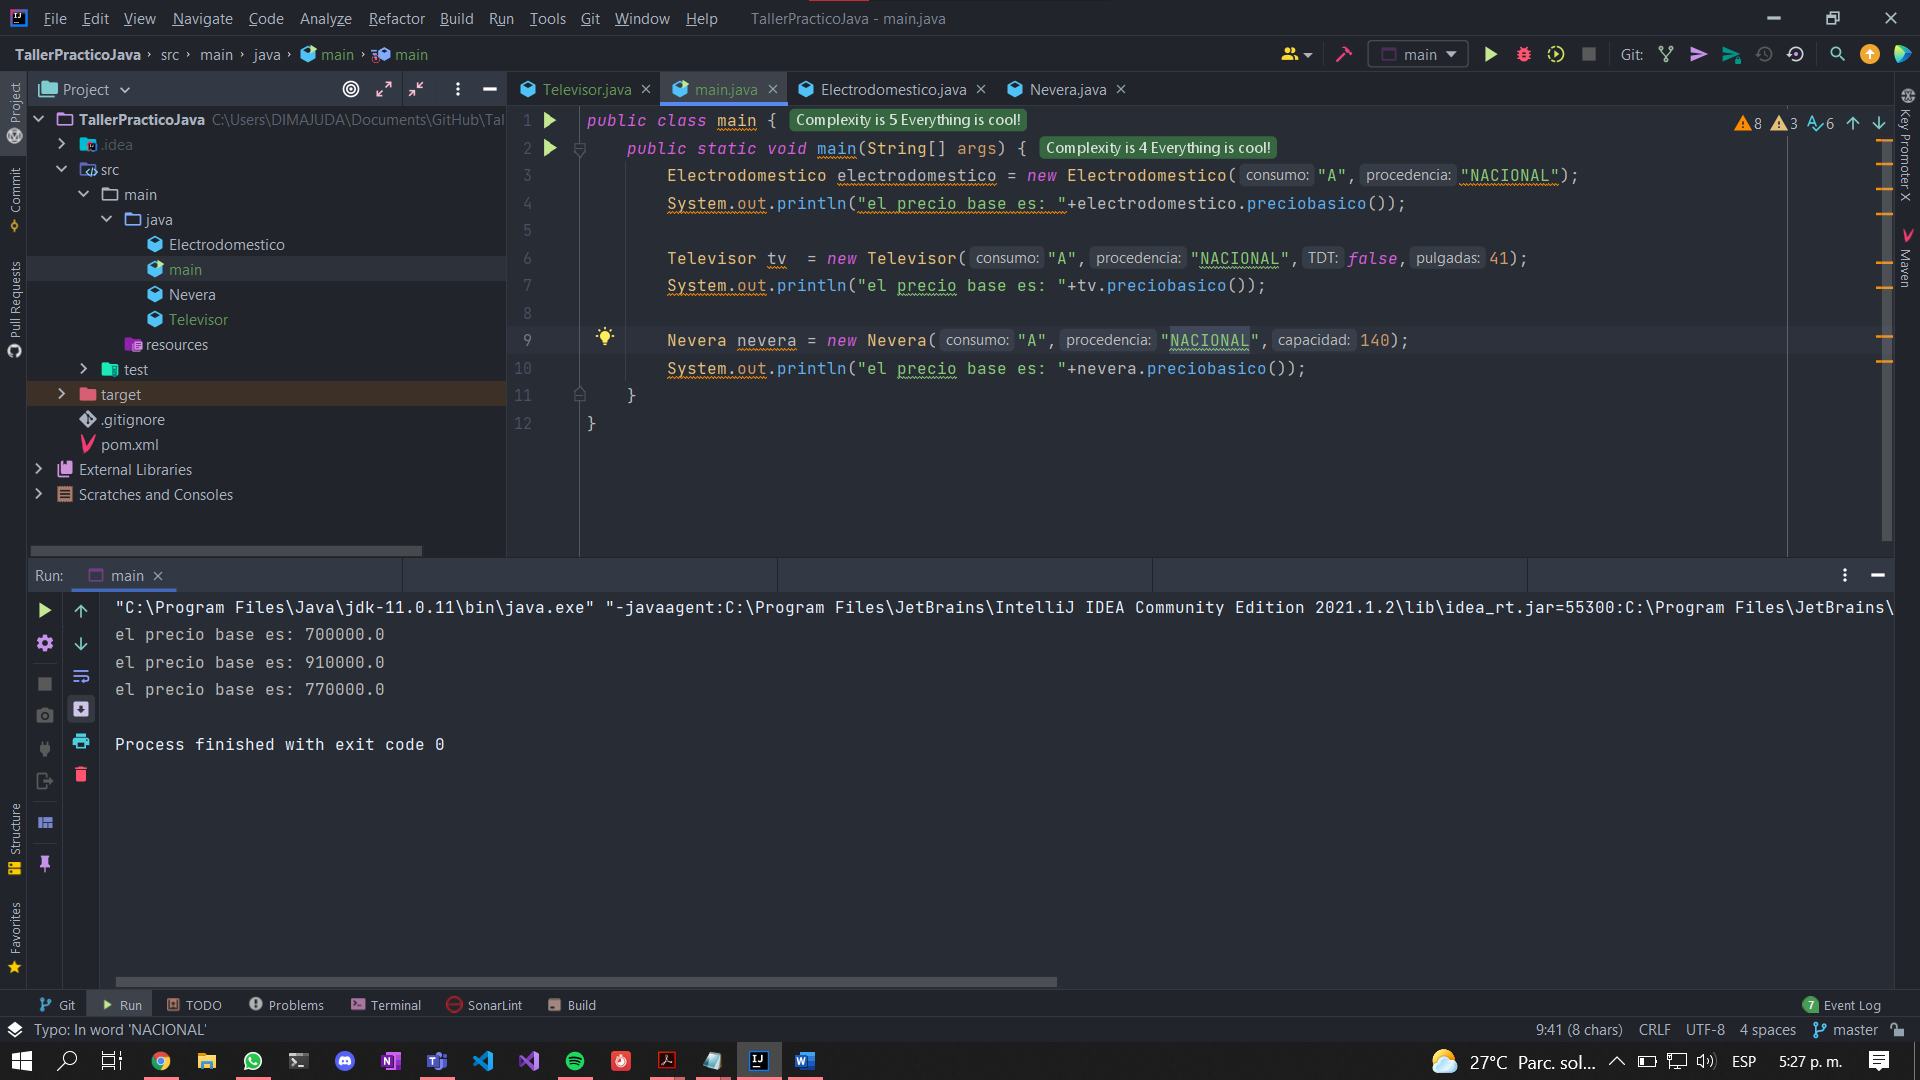 File Edit View Navigate Code Analyze Refactor Build Run Tools Git Window Help TallerPracticoJava - main.java
TallerPracticoJava › src › main › java › main › main
main
Git:
Project
Televisor.java
main.java
Electrodomestico.java
Nevera.java
TallerPracticoJava C:\Users\DIMAJUDA\Documents\GitHub\Tal
.idea
src
main
java
Electrodomestico
main
Nevera
Televisor
resources
test
target
.gitignore
pom.xml
External Libraries
Scratches and Consoles
8 3 6
1 public class main { Complexity is 5 Everything is cool!
2 public static void main(String[] args) { Complexity is 4 Everything is cool!
3 Electrodomestico electrodomestico = new Electrodomestico( consumo: "A", procedencia: "NACIONAL");
4 System.out.println("el precio base es: "+electrodomestico.preciobasico());
5
6 Televisor tv = new Televisor( consumo: "A", procedencia: "NACIONAL", TDT: false, pulgadas: 41);
7 System.out.println("el precio base es: "+tv.preciobasico());
8
9 Nevera nevera = new Nevera( consumo: "A", procedencia: "NACIONAL", capacidad: 140);
10 System.out.println("el precio base es: "+nevera.preciobasico());
11 }
12 }
Project
Commit
Pull Requests
Structure
Favorites
Key Promoter X
Maven
Run: main
"C:\Program Files\Java\jdk-11.0.11\bin\java.exe" "-javaagent:C:\Program Files\JetBrains\IntelliJ IDEA Community Edition 2021.1.2\lib\idea_rt.jar=55300:C:\Program Files\JetBrains\
el precio base es: 700000.0
el precio base es: 910000.0
el precio base es: 770000.0
Process finished with exit code 0
Git Run TODO Problems Terminal SonarLint Build 7 Event Log
Typo: In word 'NACIONAL' 9:41 (8 chars) CRLF UTF-8 4 spaces master
27°C Parc. sol... ESP 5:27 p. m.